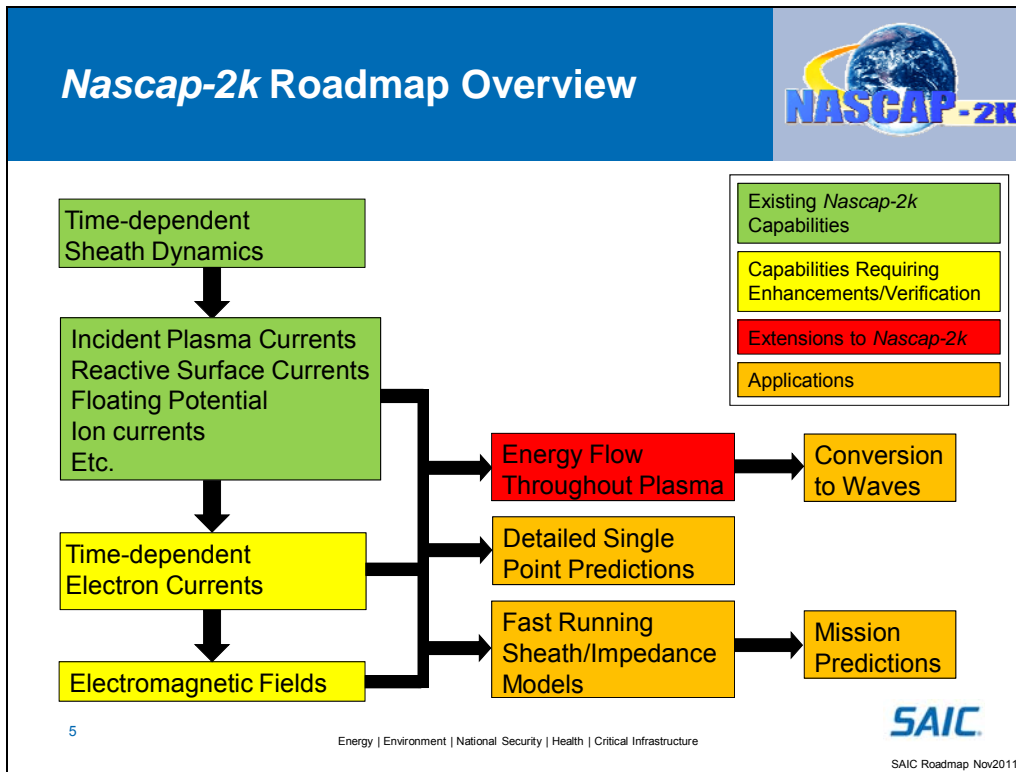 Nascap-2k Roadmap Overview
NASCAP-2K
Time-dependent
Sheath Dynamics
Incident Plasma Currents
Reactive Surface Currents
Floating Potential
Ion currents
Etc.
Time-dependent
Electron Currents
Electromagnetic Fields
Existing Nascap-2k
Capabilities
Capabilities Requiring
Enhancements/Verification
Extensions to Nascap-2k
Applications
Energy Flow
Throughout Plasma
Conversion
to Waves
Detailed Single
Point Predictions
Fast Running
Sheath/Impedance
Models
Mission
Predictions
5
Energy | Environment | National Security | Health | Critical Infrastructure
SAIC
SAIC Roadmap Nov2011